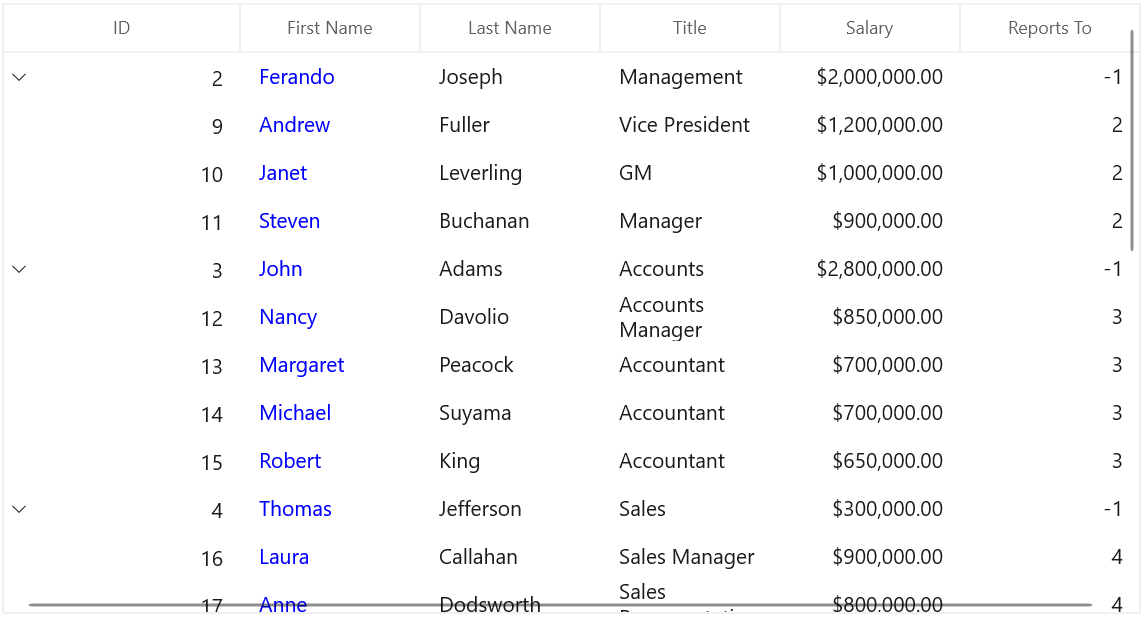 ID First Name Last Name Title Salary Reports To
2 Ferando Joseph Management $2,000,000.00 -1
9 Andrew Fuller Vice President $1,200,000.00 2
10 Janet Leverling GM $1,000,000.00 2
11 Steven Buchanan Manager $900,000.00 2
3 John Adams Accounts $2,800,000.00 -1
12 Nancy Davolio Accounts Manager $850,000.00 3
13 Margaret Peacock Accountant $700,000.00 3
14 Michael Suyama Accountant $700,000.00 3
15 Robert King Accountant $650,000.00 3
4 Thomas Jefferson Sales $300,000.00 -1
16 Laura Callahan Sales Manager $900,000.00 4
17 Anne Dodsworth Sales $800,000.00 4